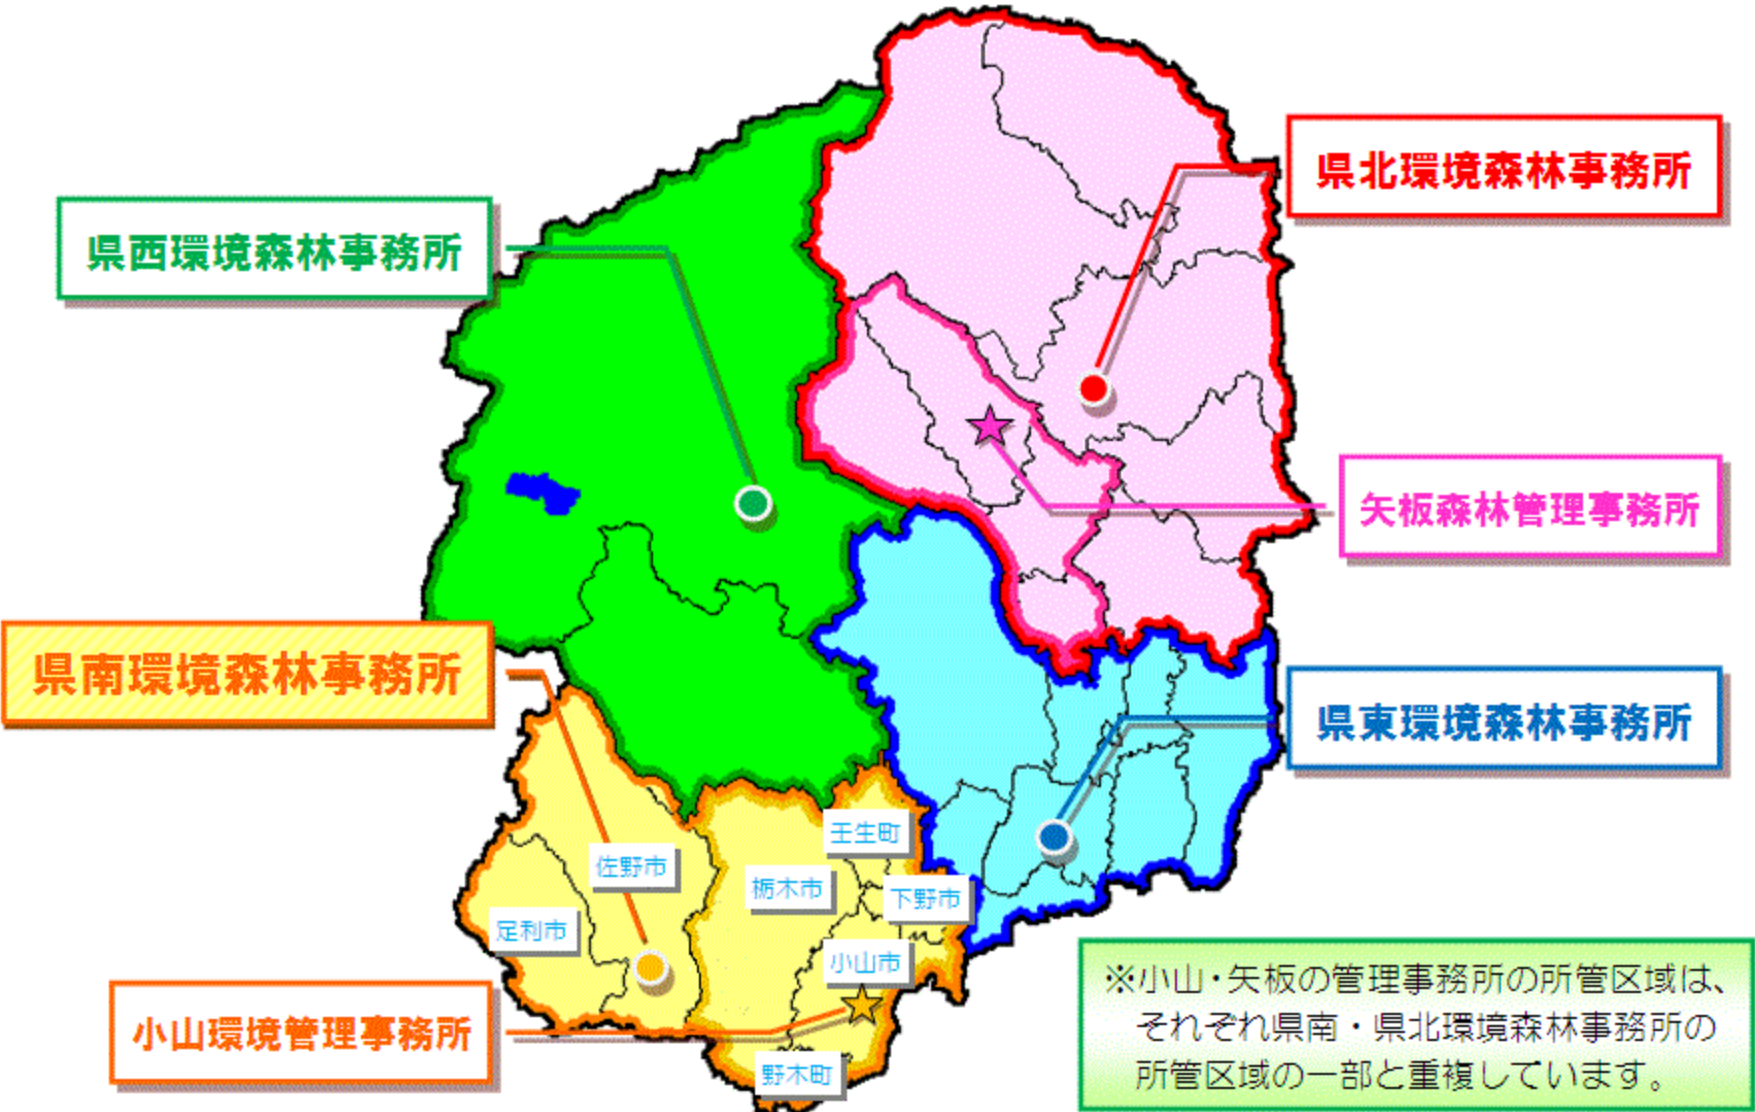 県北環境森林事務所
県西環境森林事務所
矢板森林管理事務所
県南環境森林事務所
県東環境森林事務所
壬生町
佐野市
栃木市
下野市
足利市
小山市
小山環境管理事務所
野木町
※小山・矢板の管理事務所の所管区域は、
それぞれ県南・県北環境森林事務所の
所管区域の一部と重複しています。